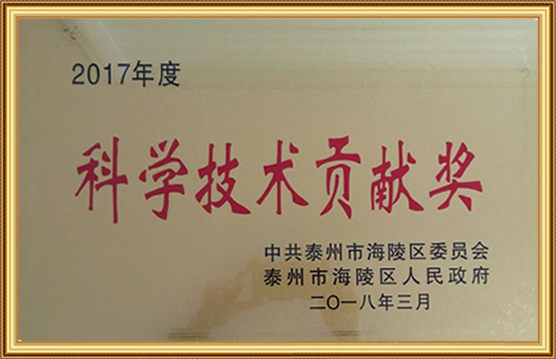 2017年度
科学技术贡献奖
中共泰州市海陵区委员会
泰州市海陵区人民政府
二〇一八年三月